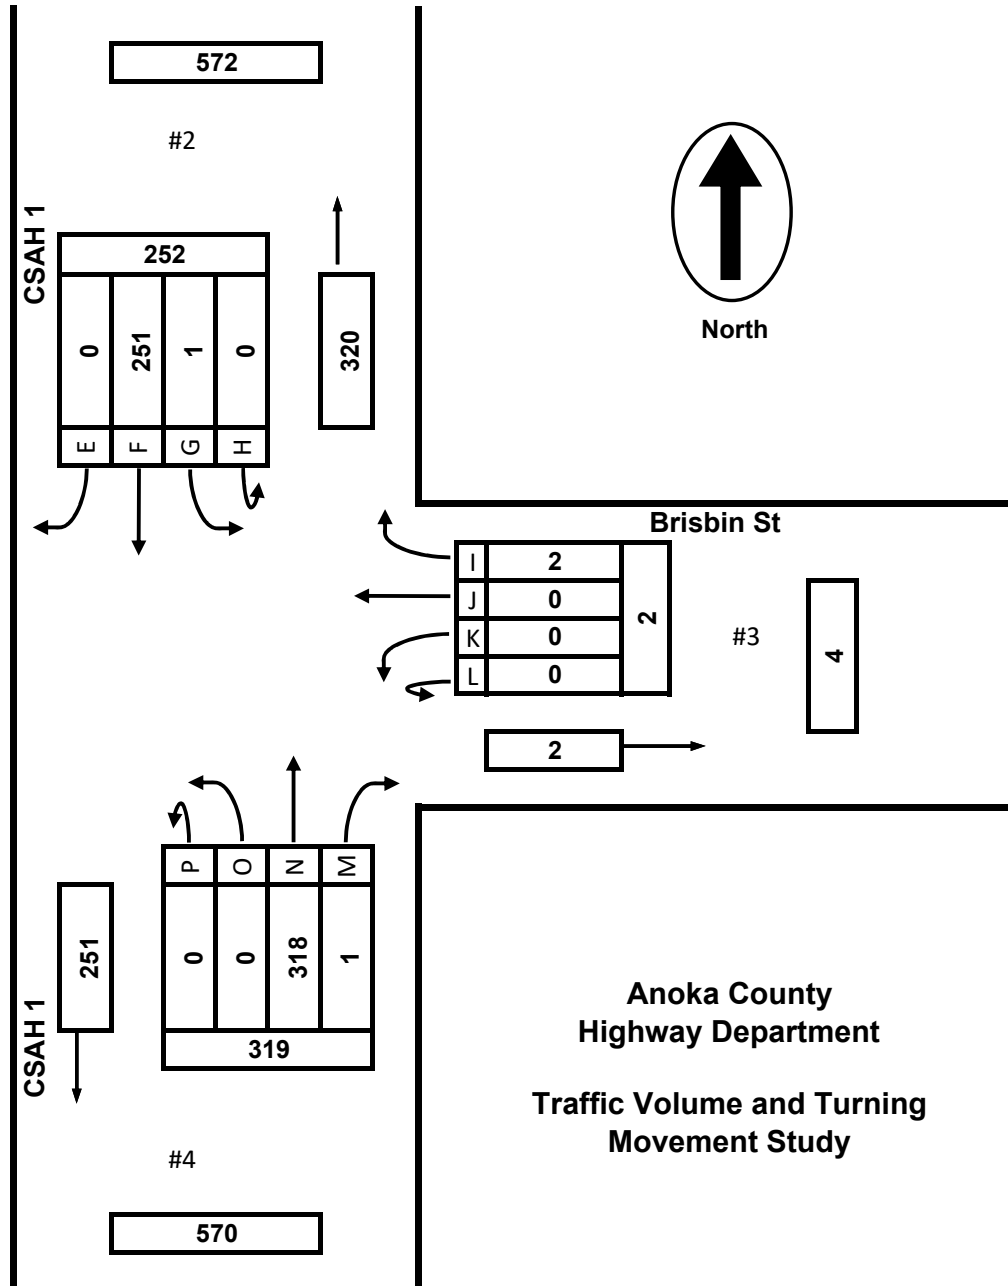 572
#2
CSAH 1
252
0
251
1
0
E
F
G
H
320
North
Brisbin St
I 2
J 0
K 0
L 0
2
#3
4
2
P
O
N
M
0
0
318
1
319
251
CSAH 1
#4
570
Anoka County
Highway Department
Traffic Volume and Turning
Movement Study